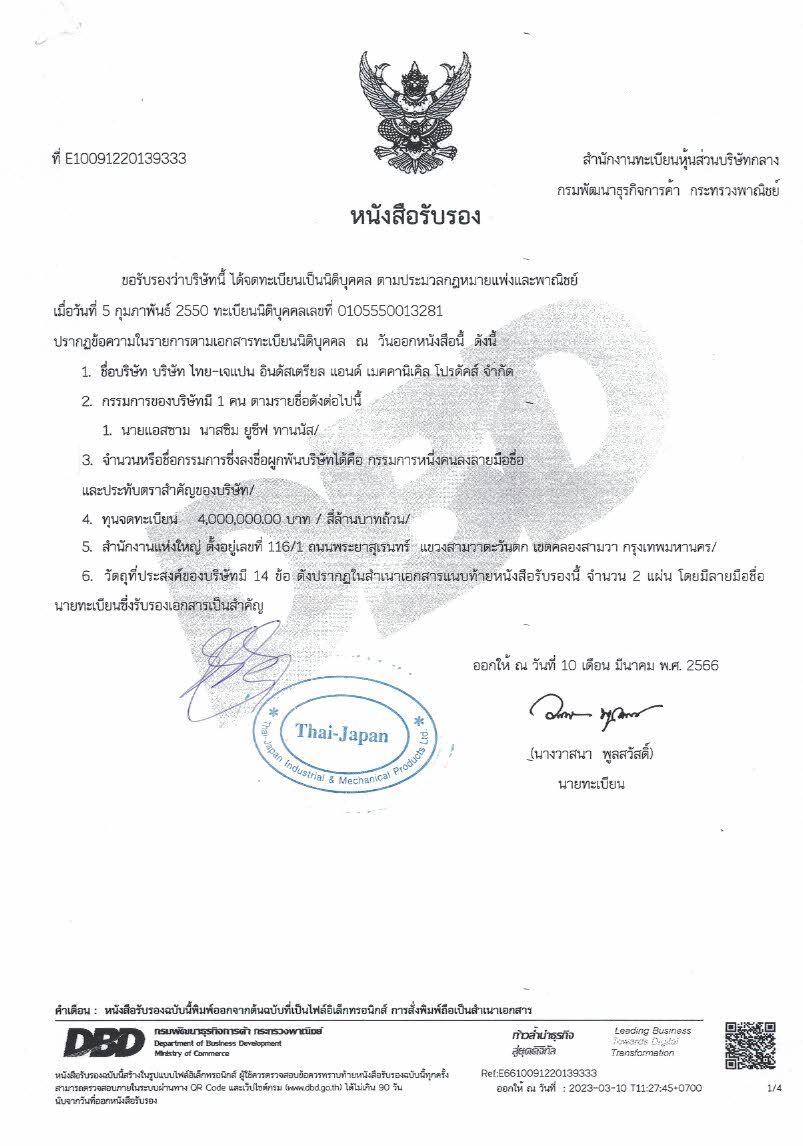 ที่ E10091220139333
สำนักงานทะเบียนหุ้นส่วนบริษัทกลาง
กรมพัฒนาธุรกิจการค้า กระทรวงพาณิชย์
หนังสือรับรอง
ขอรับรองว่าบริษัทนี้ ได้จดทะเบียนเป็นนิติบุคคล ตามประมวลกฎหมายแพ่งและพาณิชย์
เมื่อวันที่ 5 กุมภาพันธ์ 2550 ทะเบียนนิติบุคคลเลขที่ 0105550013281
ปรากฏข้อความในรายการตามเอกสารทะเบียนนิติบุคคล ณ วันออกหนังสือนี้ ดังนี้
1. ชื่อบริษัท บริษัท ไทย-เจแปน อินดัสเตรียล แอนด์ เมคคานิเคิล โปรดัคส์ จำกัด
2. กรรมการของบริษัทมี 1 คน ตามรายชื่อดังต่อไปนี้
1. นายแอสซาม นาสซิม ยูซีฟ ทานนัส/
3. จำนวนหรือชื่อกรรมการซึ่งลงชื่อผูกพันบริษัทได้คือ กรรมการหนึ่งคนลงลายมือชื่อ
และประทับตราสำคัญของบริษัท/
4. ทุนจดทะเบียน 4,000,000.00 บาท / สี่ล้านบาทถ้วน/
5. สำนักงานแห่งใหญ่ ตั้งอยู่เลขที่ 116/1 ถนนพระยาสุเรนทร์ แขวงสามวาตะวันตก เขตคลองสามวา กรุงเทพมหานคร/
6. วัตถุที่ประสงค์ของบริษัทมี 14 ข้อ ดังปรากฏในสำเนาเอกสารแนบท้ายหนังสือรับรองนี้ จำนวน 2 แผ่น โดยมีลายมือชื่อ
นายทะเบียนซึ่งรับรองเอกสารเป็นสำคัญ
DBD
ออกให้ ณ วันที่ 10 เดือน มีนาคม พ.ศ. 2566
Thai-Japan
Thai-Japan Industrial & Mechanical Products Ltd.
(นางวาสนา พูลสวัสดิ์)
นายทะเบียน
คำเตือน : หนังสือรับรองฉบับนี้พิมพ์ออกจากต้นฉบับที่เป็นไฟล์อิเล็กทรอนิกส์ การสั่งพิมพ์ถือเป็นสำเนาเอกสาร
DBD กรมพัฒนาธุรกิจการค้า กระทรวงพาณิชย์
Department of Business Development
Ministry of Commerce
ก้าวล้ำนำธุรกิจ
สู่ยุคดิจิทัล
Leading Business
Towards Digital
Transformation
หนังสือรับรองฉบับนี้สร้างในรูปแบบไฟล์อิเล็กทรอนิกส์ ผู้ใช้ควรตรวจสอบข้อควรทราบท้ายหนังสือรับรองฉบับนี้ทุกครั้ง
สามารถตรวจสอบภายในระบบผ่านทาง QR Code และเว็บไซต์กรม (www.dbd.go.th) ได้ไม่เกิน 90 วัน
นับจากวันที่ออกหนังสือรับรอง
Ref:E6610091220139333
ออกให้ ณ วันที่ : 2023-03-10 T11:27:45+0700
1/4